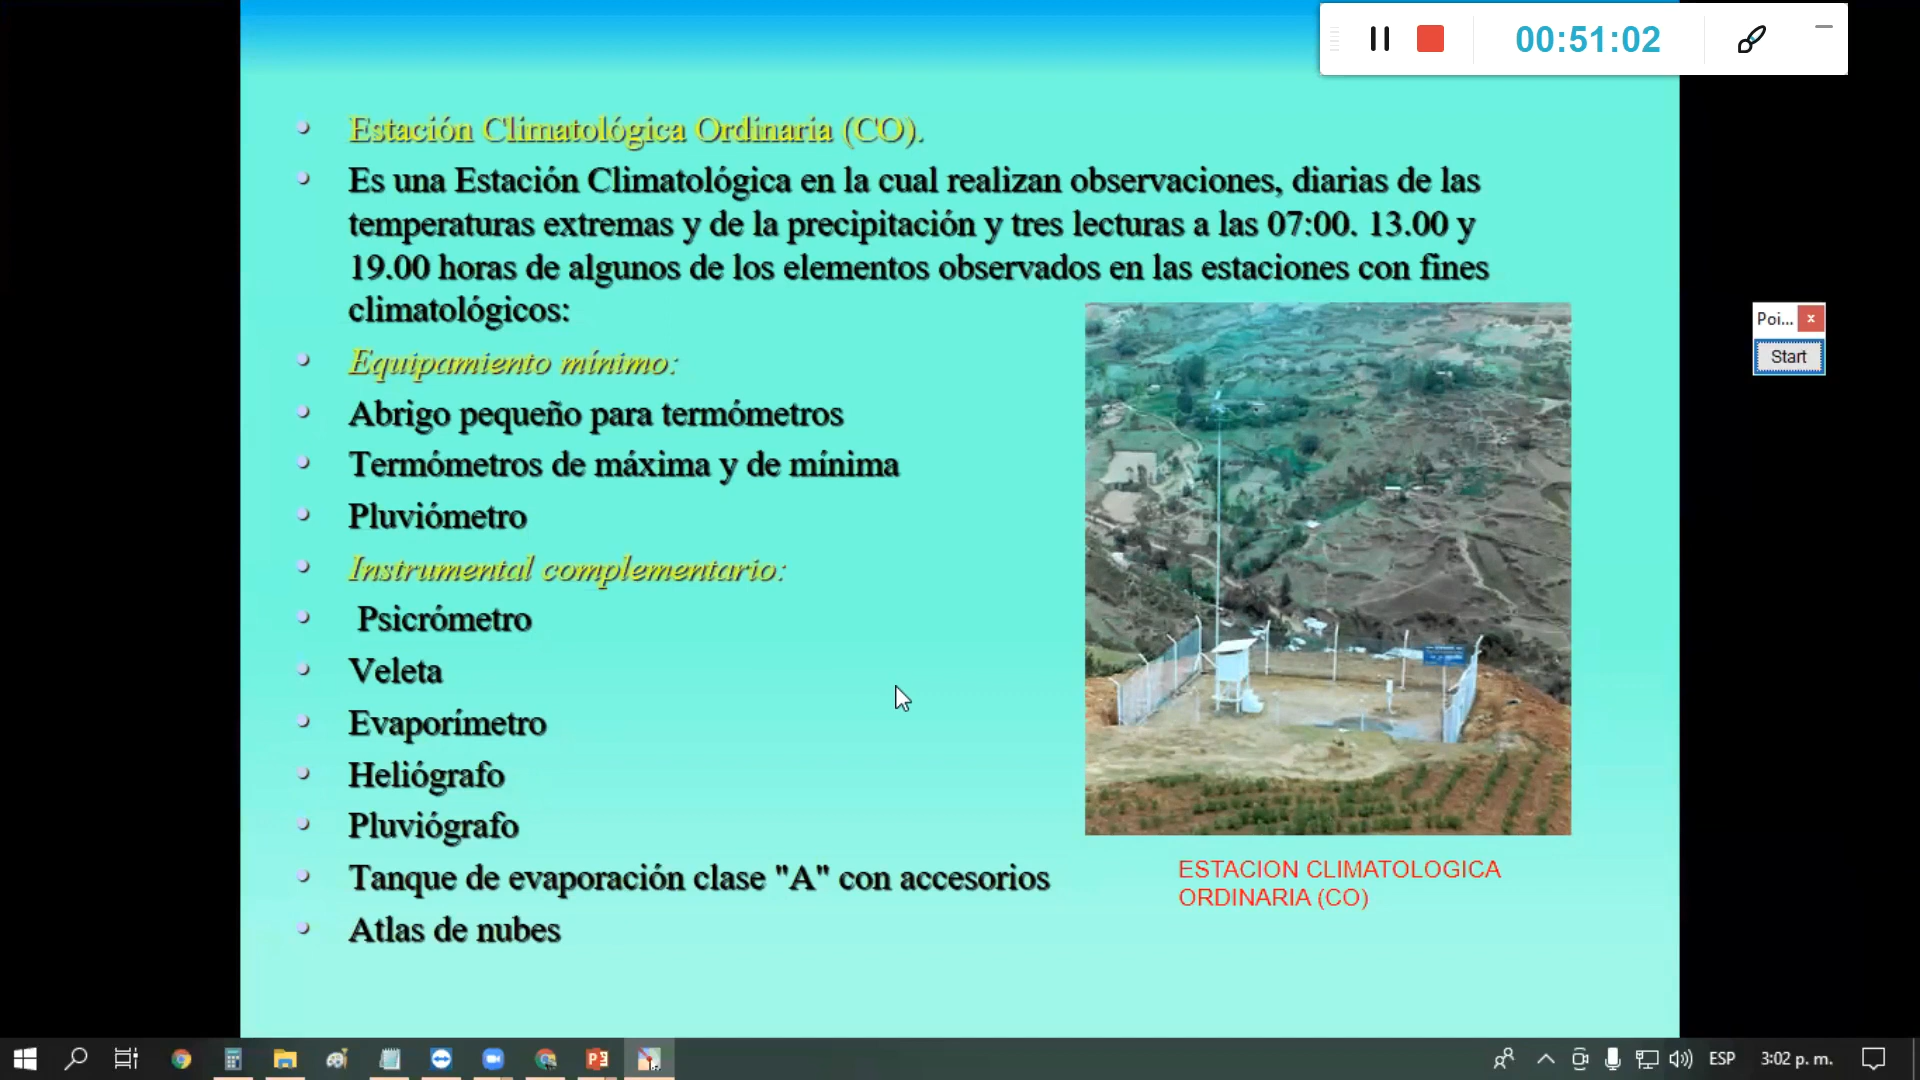 00:51:02
Estación Climatológica Ordinaria (CO).
Es una Estación Climatológica en la cual realizan observaciones, diarias de las
temperaturas extremas y de la precipitación y tres lecturas a las 07:00. 13.00 y
19.00 horas de algunos de los elementos observados en las estaciones con fines
climatológicos:
Equipamiento mínimo:
Abrigo pequeño para termómetros
Termómetros de máxima y de mínima
Pluviómetro
Instrumental complementario:
Psicrómetro
Veleta
Evaporímetro
Heliógrafo
Pluviógrafo
Tanque de evaporación clase "A" con accesorios
Atlas de nubes
ESTACION CLIMATOLOGICA
ORDINARIA (CO)
Poi...
Start
ESP
3:02 p. m.